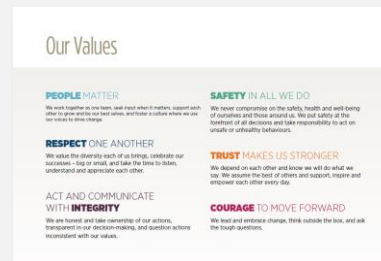 Our Values
PEOPLE MATTER
We work together as one team, seek input when it matters, support each
other to grow and be our best selves, and foster a culture where we use
our voices to drive change.
RESPECT ONE ANOTHER
We value the diversity each of us brings, celebrate our
successes – big or small, and take the time to listen,
understand and appreciate each other.
ACT AND COMMUNICATE
WITH INTEGRITY
We are honest and take ownership of our actions,
transparent in our decision-making, and question actions
inconsistent with our values.
SAFETY IN ALL WE DO
We never compromise on the safety, health and well-being
of ourselves and those around us. We put safety at the
forefront of all decisions and take responsibility to act on
unsafe or unhealthy behaviours.
TRUST MAKES US STRONGER
We depend on each other and know we will do what we
say. We assume the best of others and support, inspire and
empower each other every day.
COURAGE TO MOVE FORWARD
We lead and embrace change, think outside the box, and ask
the tough questions.